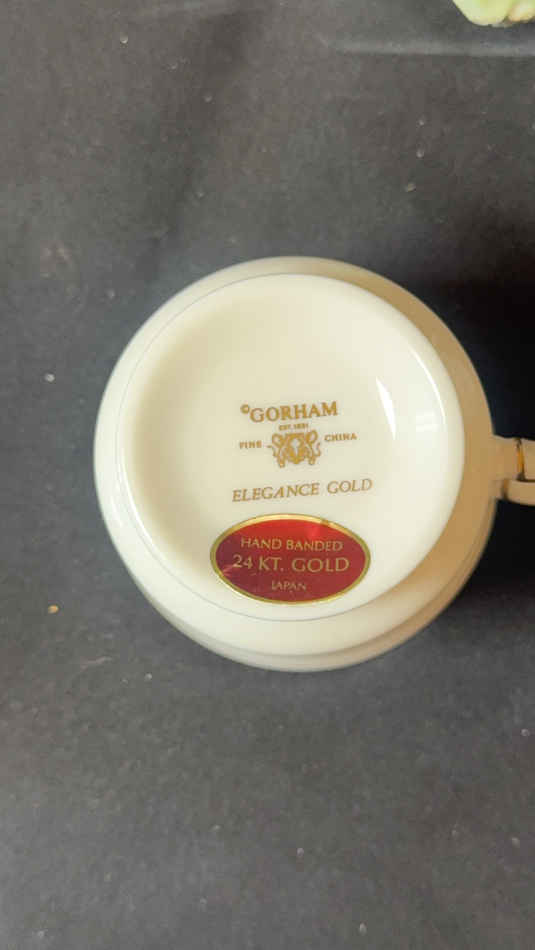 ©GORHAM
EST. 1831
FINE CHINA
ELEGANCE GOLD
HAND BANDED
24 KT. GOLD
JAPAN